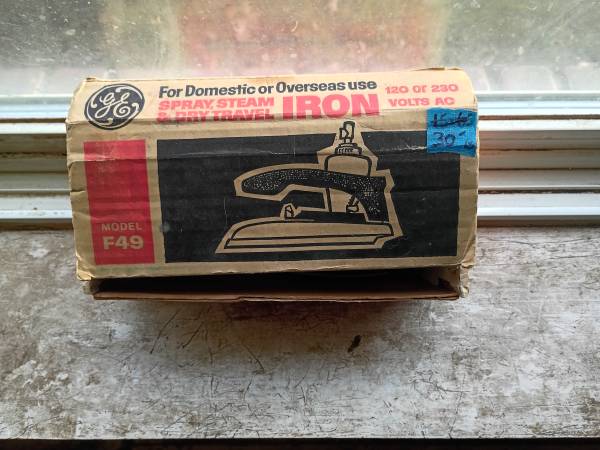 GE
For Domestic or Overseas use
SPRAY, STEAM
& DRY TRAVEL
IRON
120 or 230
VOLTS AC
30
MODEL
F49